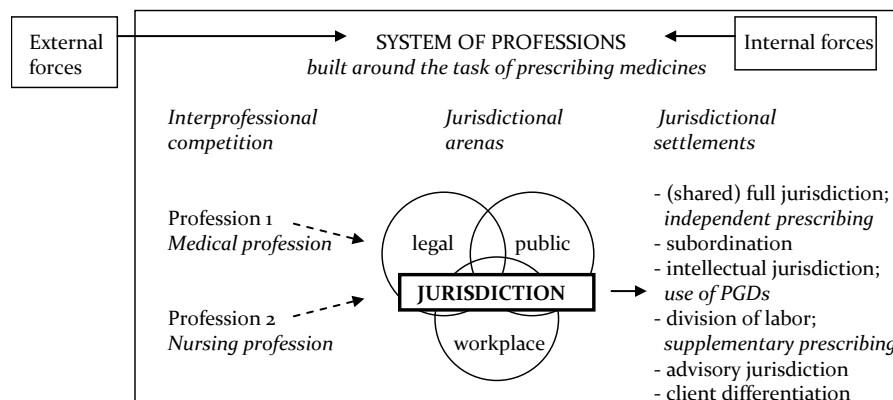 External
forces
SYSTEM OF PROFESSIONS
built around the task of prescribing medicines
Internal forces
Interprofessional
competition
Jurisdictional
arenas
Jurisdictional
settlements
Profession 1
Medical profession
Profession 2
Nursing profession
legal
public
JURISDICTION
workplace
- (shared) full jurisdiction;
independent prescribing
- subordination
- intellectual jurisdiction;
use of PGDs
- division of labor;
supplementary prescribing
- advisory jurisdiction
- client differentiation